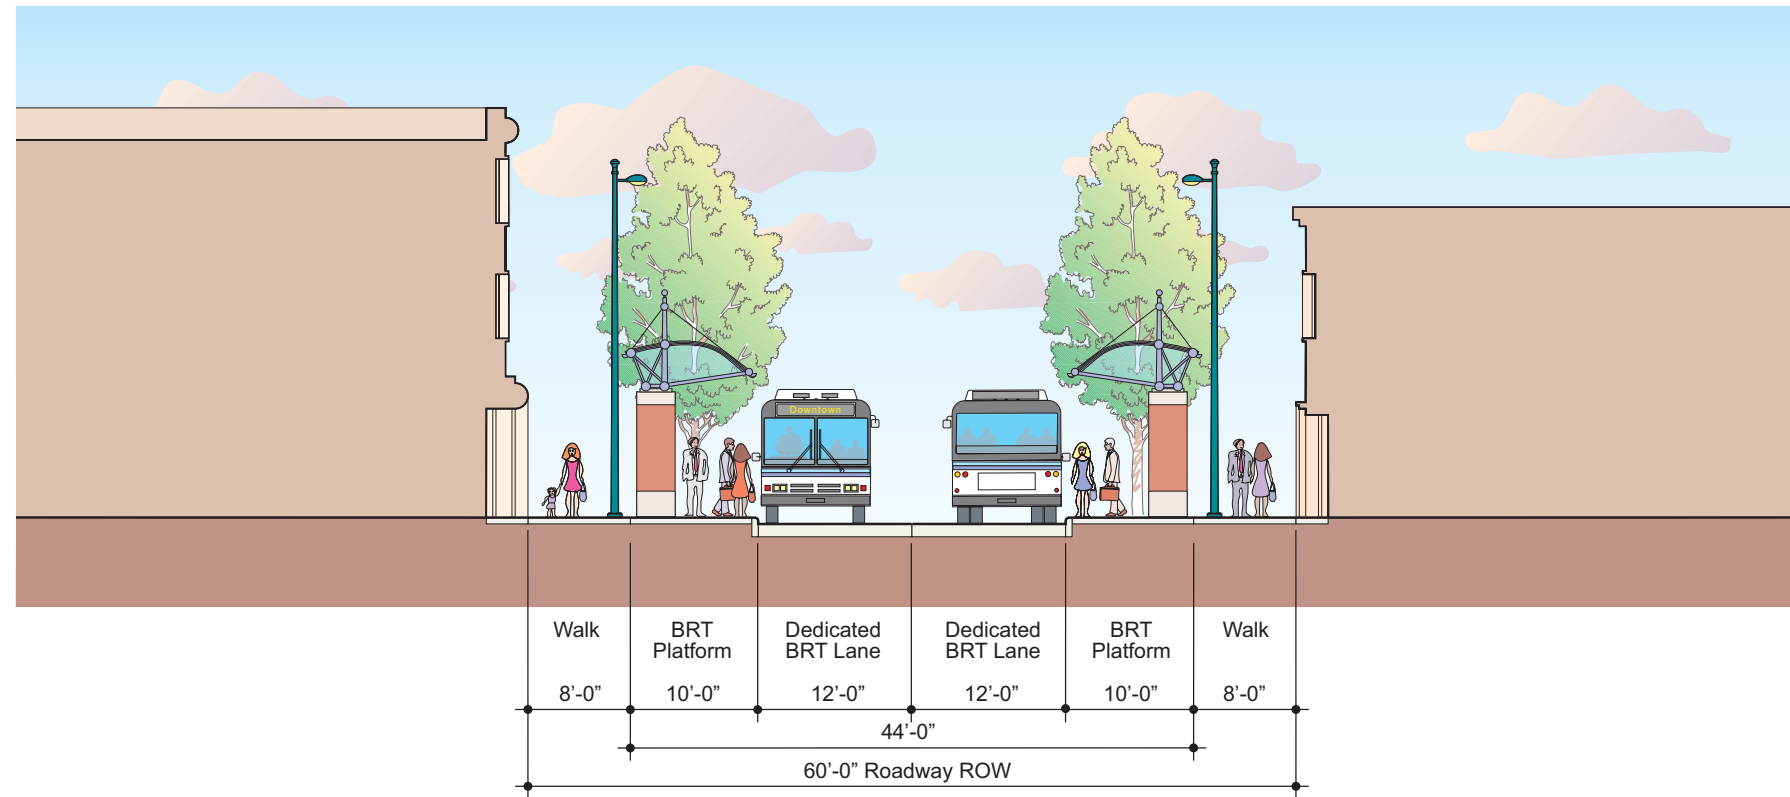 Downtown
Walk
BRT
Platform
Dedicated
BRT Lane
Dedicated
BRT Lane
BRT
Platform
Walk
8’-0”
10’-0”
12’-0”
12’-0”
10’-0”
8’-0”
44’-0”
60’-0” Roadway ROW